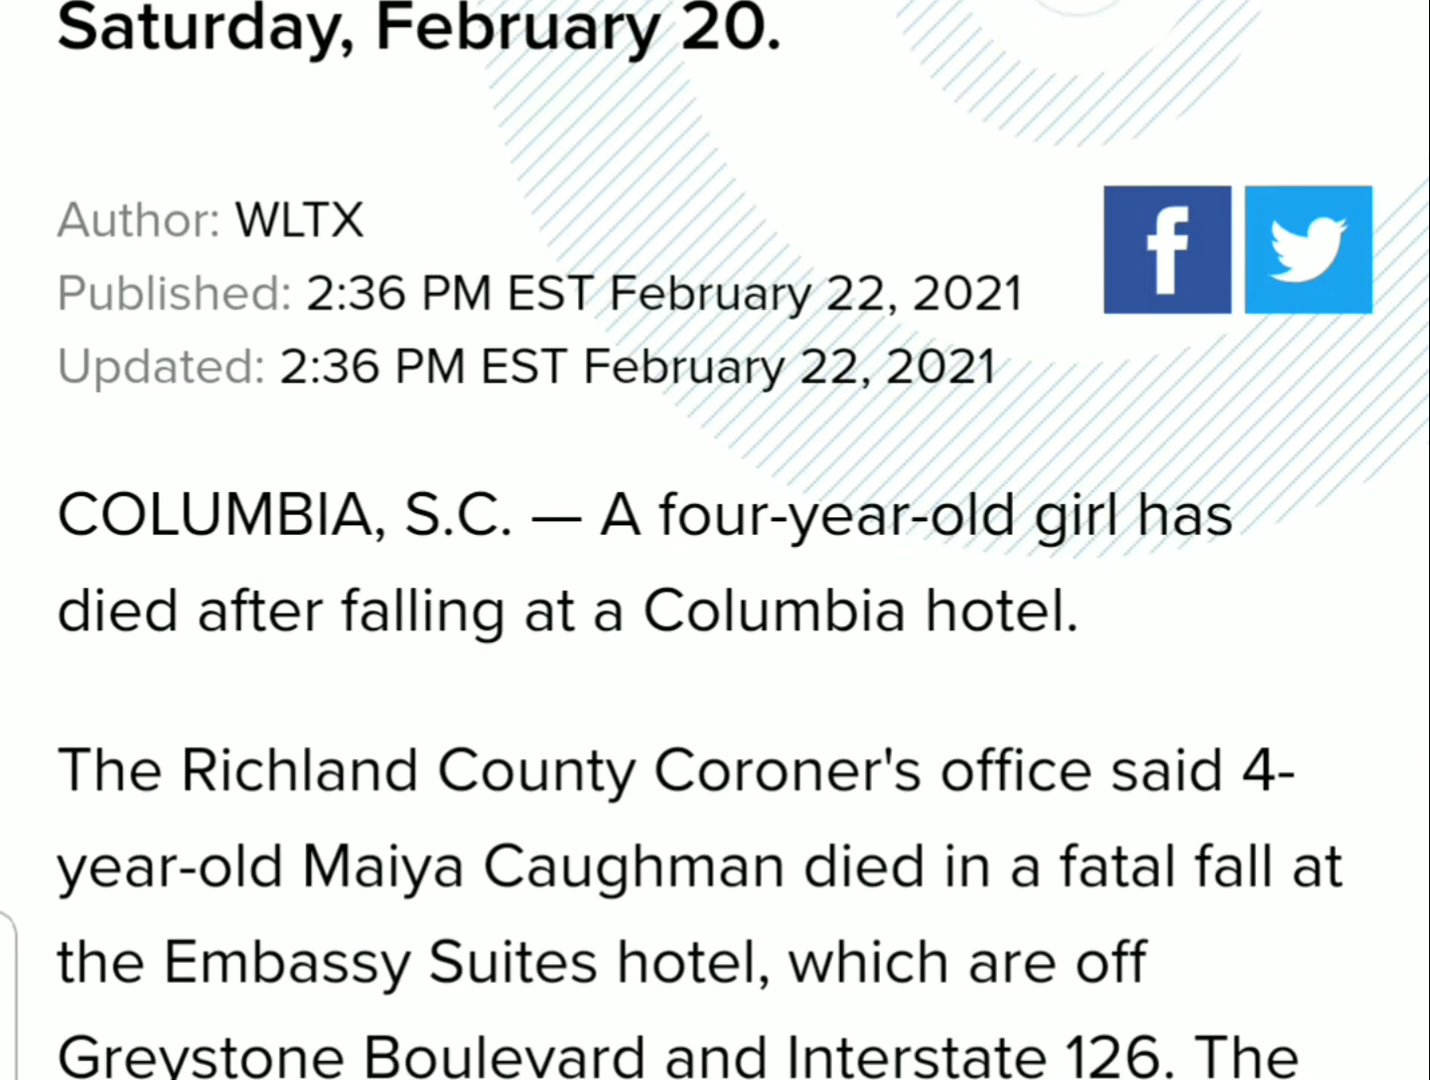 Saturday, February 20.
Author: WLTX
Published: 2:36 PM EST February 22, 2021
Updated: 2:36 PM EST February 22, 2021
COLUMBIA, S.C. — A four-year-old girl has
died after falling at a Columbia hotel.
The Richland County Coroner's office said 4-
year-old Maiya Caughman died in a fatal fall at
the Embassy Suites hotel, which are off
Greystone Boulevard and Interstate 126. The